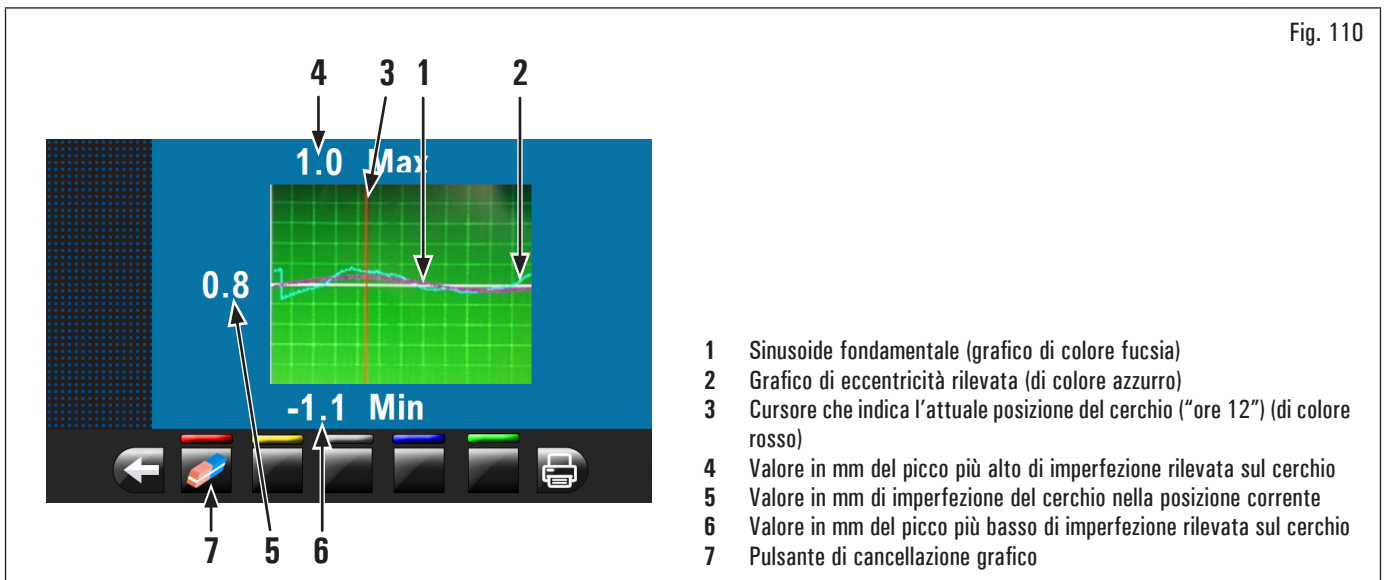 Fig. 110
4 3 1 2
1.0 Max
0.8
-1.1 Min
7 5 6
1 Sinusoide fondamentale (grafico di colore fucsia)
2 Grafico di eccentricità rilevata (di colore azzurro)
3 Cursore che indica l'attuale posizione del cerchio (“ore 12”) (di colore
rosso)
4 Valore in mm del picco più alto di imperfezione rilevata sul cerchio
5 Valore in mm di imperfezione del cerchio nella posizione corrente
6 Valore in mm del picco più basso di imperfezione rilevata sul cerchio
7 Pulsante di cancellazione grafico